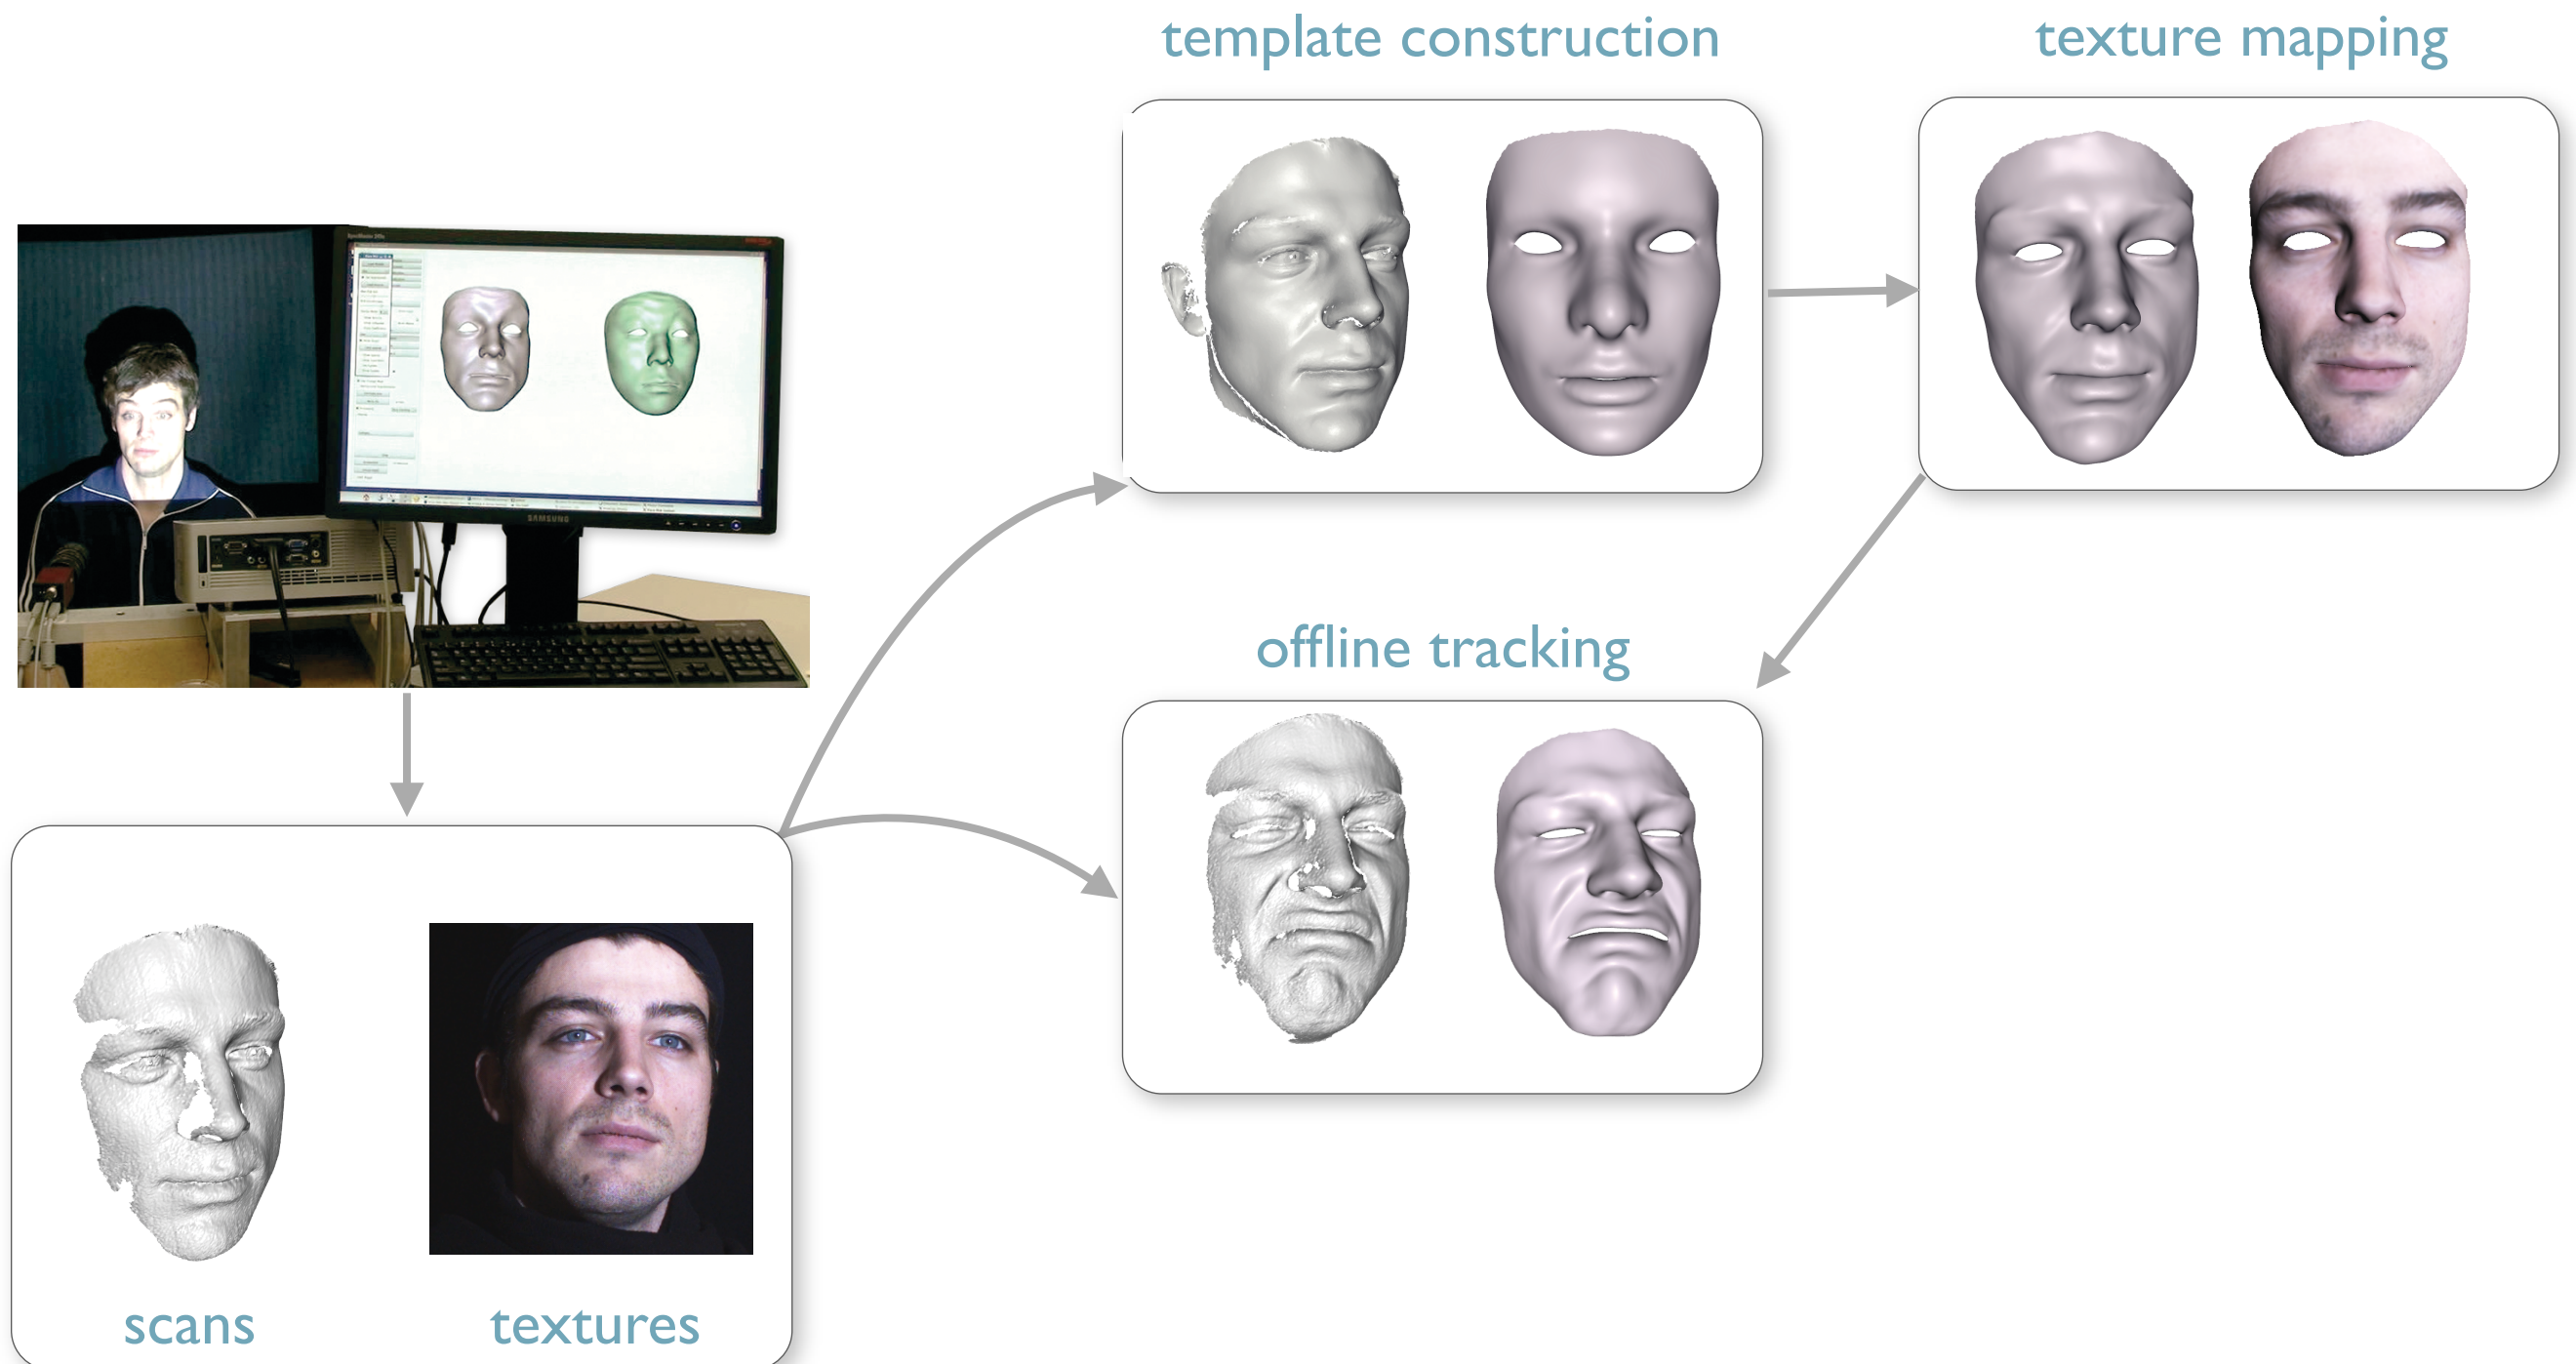 template construction
texture mapping
SAMSUNG
offline tracking
scans
textures